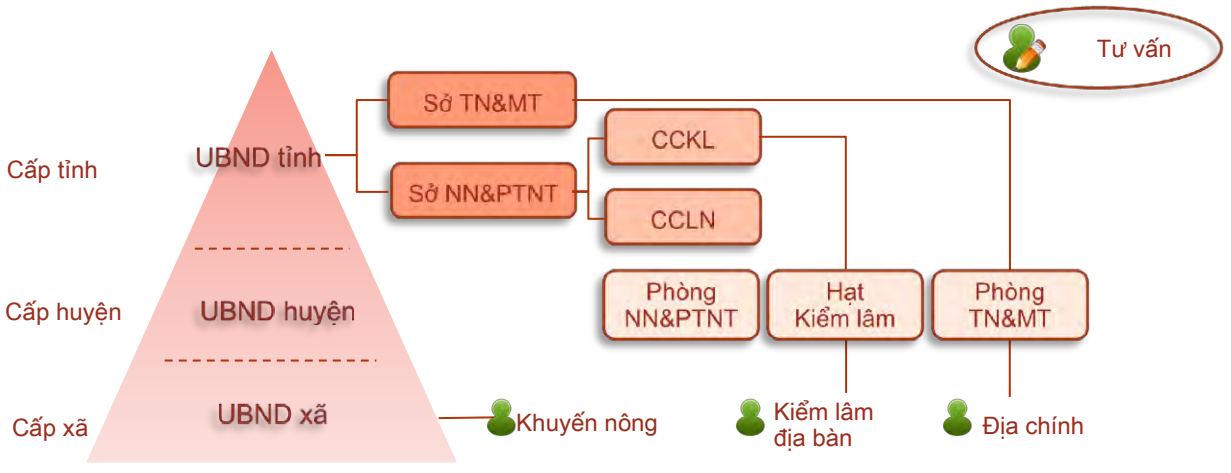 Tư vấn
Sở TN&MT
CCKL
Cấp tỉnh
UBND tỉnh
Sở NN&PTNT
CCLN
Cấp huyện
UBND huyện
Phòng
NN&PTNT
Hạt
Kiểm lâm
Phòng
TN&MT
Cấp xã
UBND xã
Khuyến nông
Kiểm lâm
địa bàn
Địa chính